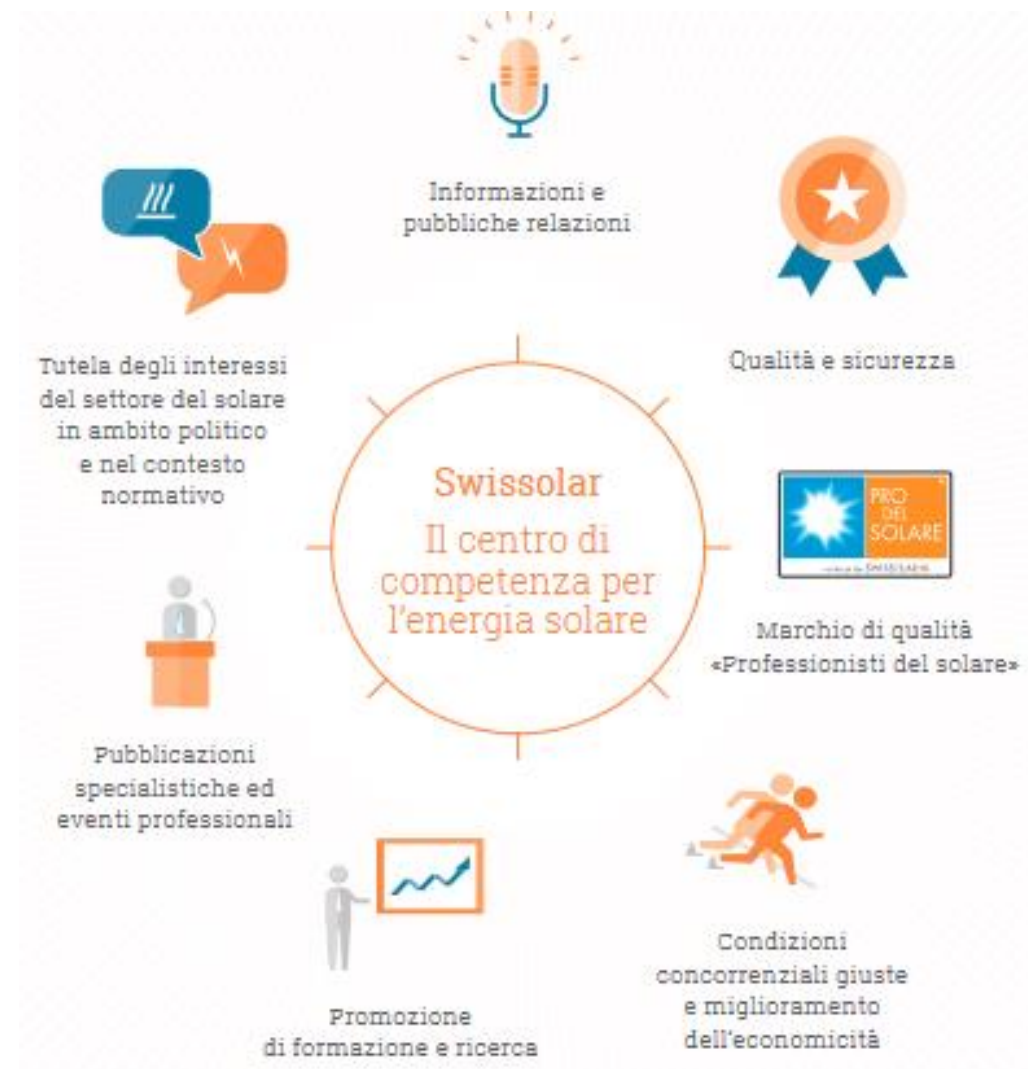 Informazioni e
pubbliche relazioni
Qualità e sicurezza
Tutela degli interessi
del settore del solare
in ambito politico
e nel contesto
normativo
Swissolar
Il centro di
competenza per
l'energia solare
PRO
DEL
SOLARE
SWISSOLAR
Marchio di qualità
«Professionisti del solare»
Pubblicazioni
specialistiche ed
eventi professionali
Condizioni
concorrenziali giuste
e miglioramento
dell'economicità
Promozione
di formazione e ricerca